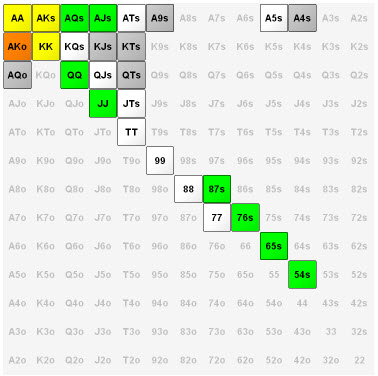 AA AKs AQs AJs ATs A9s A8s A7s A6s A5s A4s A3s A2s
AKo KK KQs KJs KTs K9s K8s K7s K6s K5s K4s K3s K2s
AQo KQo QQ QJs QTs Q9s Q8s Q7s Q6s Q5s Q4s Q3s Q2s
AJo KJo QJo JJ JTs J9s J8s J7s J6s J5s J4s J3s J2s
ATo KTo QTo JTo TT T9s T8s T7s T6s T5s T4s T3s T2s
A9o K9o Q9o J9o T9o 99 98s 97s 96s 95s 94s 93s 92s
A8o K8o Q8o J8o T8o 98o 88 87s 86s 85s 84s 83s 82s
A7o K7o Q7o J7o T7o 97o 87o 77 76s 75s 74s 73s 72s
A6o K6o Q6o J6o T6o 96o 86o 76o 66 65s 64s 63s 62s
A5o K5o Q5o J5o T5o 95o 85o 75o 65o 55 54s 53s 52s
A4o K4o Q4o J4o T4o 94o 84o 74o 64o 54o 44 43s 42s
A3o K3o Q3o J3o T3o 93o 83o 73o 63o 53o 43o 33 32s
A2o K2o Q2o J2o T2o 92o 82o 72o 62o 52o 42o 32o 22